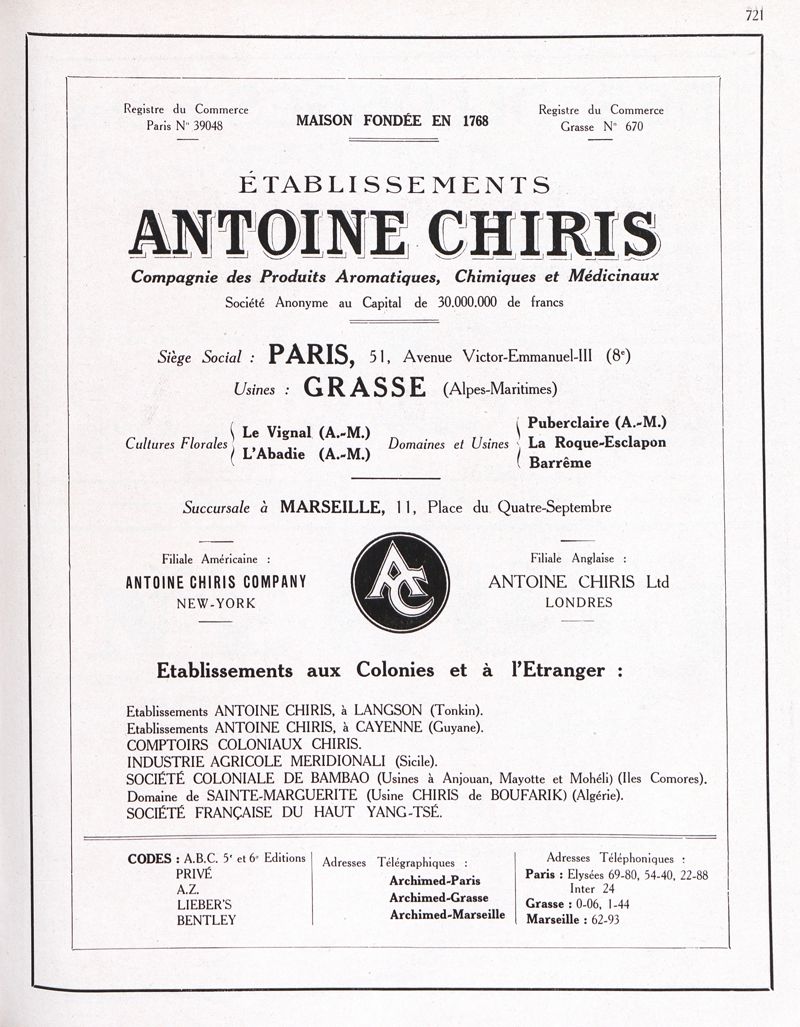 721
Registre du Commerce
Paris N° 39048
MAISON FONDÉE EN 1768
Registre du Commerce
Grasse N° 670
ÉTABLISSEMENTS
ANTOINE CHIRIS
Compagnie des Produits Aromatiques, Chimiques et Médicinaux
Société Anonyme au Capital de 30.000.000 de francs
Siège Social : PARIS, 51, Avenue Victor-Emmanuel-III (8e)
Usines : GRASSE (Alpes-Maritimes)
Cultures Florales
Le Vignal (A.-M.)
L'Abadie (A.-M.)
Domaines et Usines
Puberclaire (A.-M.)
La Roque-Esclapon
Barrême
Succursale à MARSEILLE, 11, Place du Quatre-Septembre
Filiale Américaine :
ANTOINE CHIRIS COMPANY
NEW-YORK
AC
Filiale Anglaise :
ANTOINE CHIRIS Ltd
LONDRES
Etablissements aux Colonies et à l'Etranger :
Etablissements ANTOINE CHIRIS, à LANGSON (Tonkin).
Etablissements ANTOINE CHIRIS, à CAYENNE (Guyane).
COMPTOIRS COLONIAUX CHIRIS.
INDUSTRIE AGRICOLE MERIDIONALI (Sicile).
SOCIÉTÉ COLONIALE DE BAMBAO (Usines à Anjouan, Mayotte et Mohéli) (Iles Comores).
Domaine de SAINTE-MARGUERITE (Usine CHIRIS de BOUFARIK) (Algérie).
SOCIÉTÉ FRANÇAISE DU HAUT YANG-TSÉ.
CODES : A.B.C. 5e et 6e Editions
PRIVÉ
A.Z.
LIEBER'S
BENTLEY
Adresses Télégraphiques :
Archimed-Paris
Archimed-Grasse
Archimed-Marseille
Adresses Téléphoniques :
Paris : Elysées 69-80, 54-40, 22-88
Inter 24
Grasse : 0-06, 1-44
Marseille : 62-93